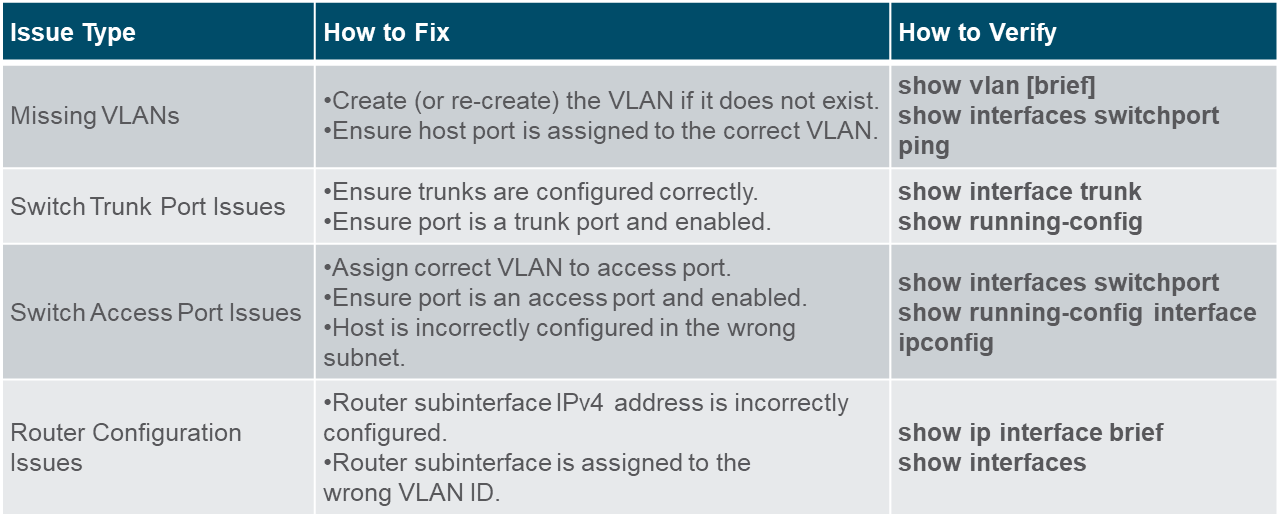 Issue Type
How to Fix
How to Verify
Missing VLANs
•Create (or re-create) the VLAN if it does not exist.
•Ensure host port is assigned to the correct VLAN.
show vlan [brief]
show interfaces switchport
ping
Switch Trunk Port Issues
•Ensure trunks are configured correctly.
•Ensure port is a trunk port and enabled.
show interface trunk
show running-config
Switch Access Port Issues
•Assign correct VLAN to access port.
•Ensure port is an access port and enabled.
•Host is incorrectly configured in the wrong
subnet.
show interfaces switchport
show running-config interface
ipconfig
Router Configuration
Issues
•Router subinterface IPv4 address is incorrectly
configured.
•Router subinterface is assigned to the
wrong VLAN ID.
show ip interface brief
show interfaces